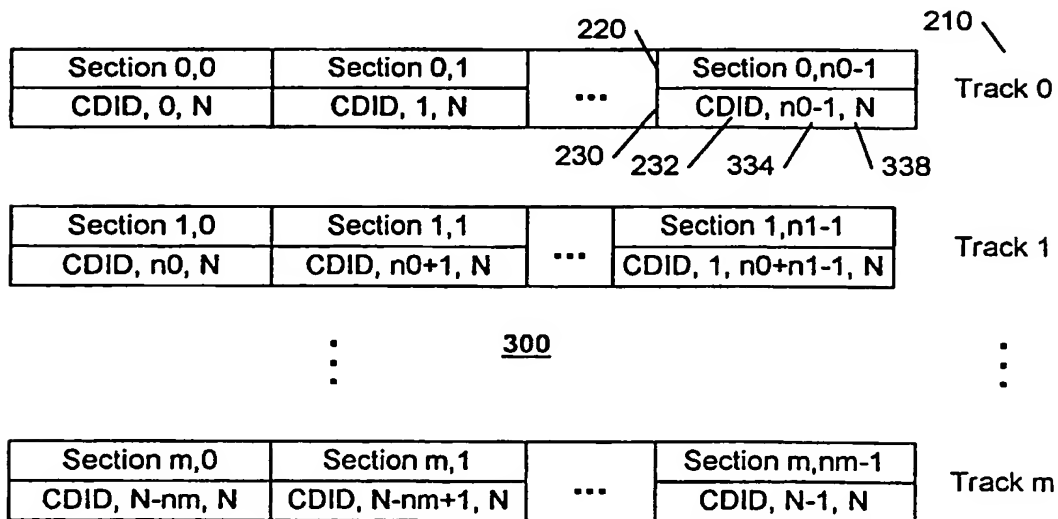 220 210
Section 0,0 Section 0,1 ... Section 0,n0-1 Track 0
CDID, 0, N CDID, 1, N CDID, n0-1, N
230 232 334 338
Section 1,0 Section 1,1 ... Section 1,n1-1 Track 1
CDID, n0, N CDID, n0+1, N CDID, 1, n0+n1-1, N
300
Section m,0 Section m,1 ... Section m,nm-1 Track m
CDID, N-nm, N CDID, N-nm+1, N CDID, N-1, N